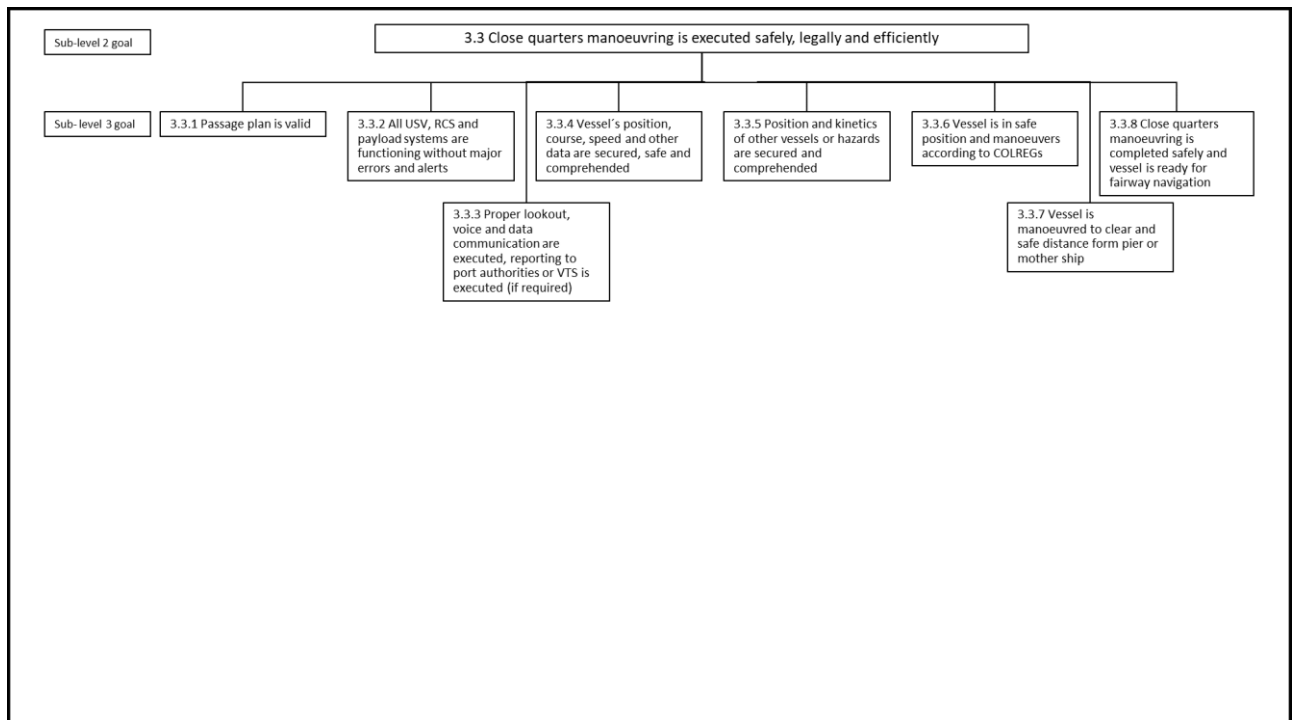 Sub-level 2 goal
3.3 Close quarters manoeuvring is executed safely, legally and efficiently
Sub- level 3 goal
3.3.1 Passage plan is valid
3.3.2 All USV, RCS and
payload systems are
functioning without major
errors and alerts
3.3.3 Proper lookout,
voice and data
communication are
executed, reporting to
port authorities or VTS is
executed (if required)
3.3.4 Vessel´s position,
course, speed and other
data are secured, safe and
comprehended
3.3.5 Position and kinetics
of other vessels or hazards
are secured and
comprehended
3.3.6 Vessel is in safe
position and manoeuvers
according to COLREGs
3.3.7 Vessel is
manoeuvred to clear and
safe distance form pier or
mother ship
3.3.8 Close quarters
manoeuvring is
completed safely and
vessel is ready for
fairway navigation